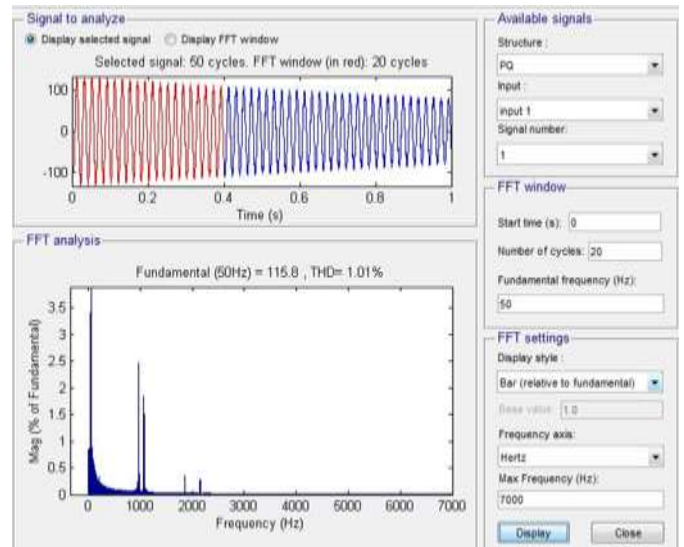 Signal to analyze
Display selected signal Display FFT window
Selected signal: 50 cycles. FFT window (in red): 20 cycles
100
0
-100
0 0.2 0.4 0.6 0.8 1
Time (s)
FFT analysis
Fundamental (50Hz) = 115.8 , THD= 1.01%
Mag (% of Fundamental)
3.5
3
2.5
2
1.5
1
0.5
0
0 1000 2000 3000 4000 5000 6000 7000
Frequency (Hz)
Available signals
Structure :
PQ
Input :
input 1
Signal number:
1
FFT window
Start time (s): 0
Number of cycles: 20
Fundamental frequency (Hz):
50
FFT settings
Display style :
Bar (relative to fundamental)
Base value: 1.0
Frequency axis:
Hertz
Max Frequency (Hz):
7000
Display Close